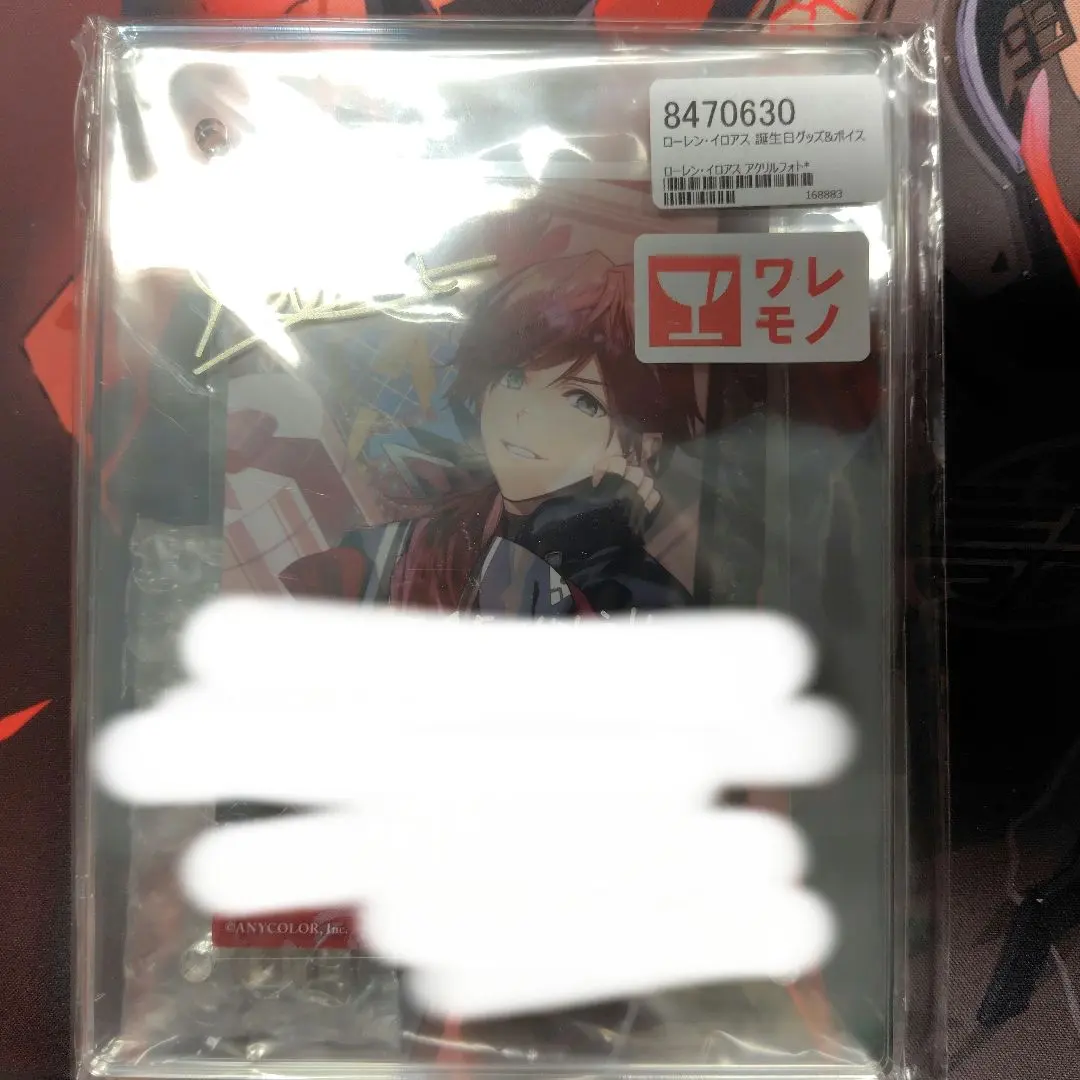 8470630
ローレン・イロアス 誕生日グッズ&ボイス
ローレン・イロアス アクリルフォト*
168883
ワレ
モノ
©ANYCOLOR, Inc.